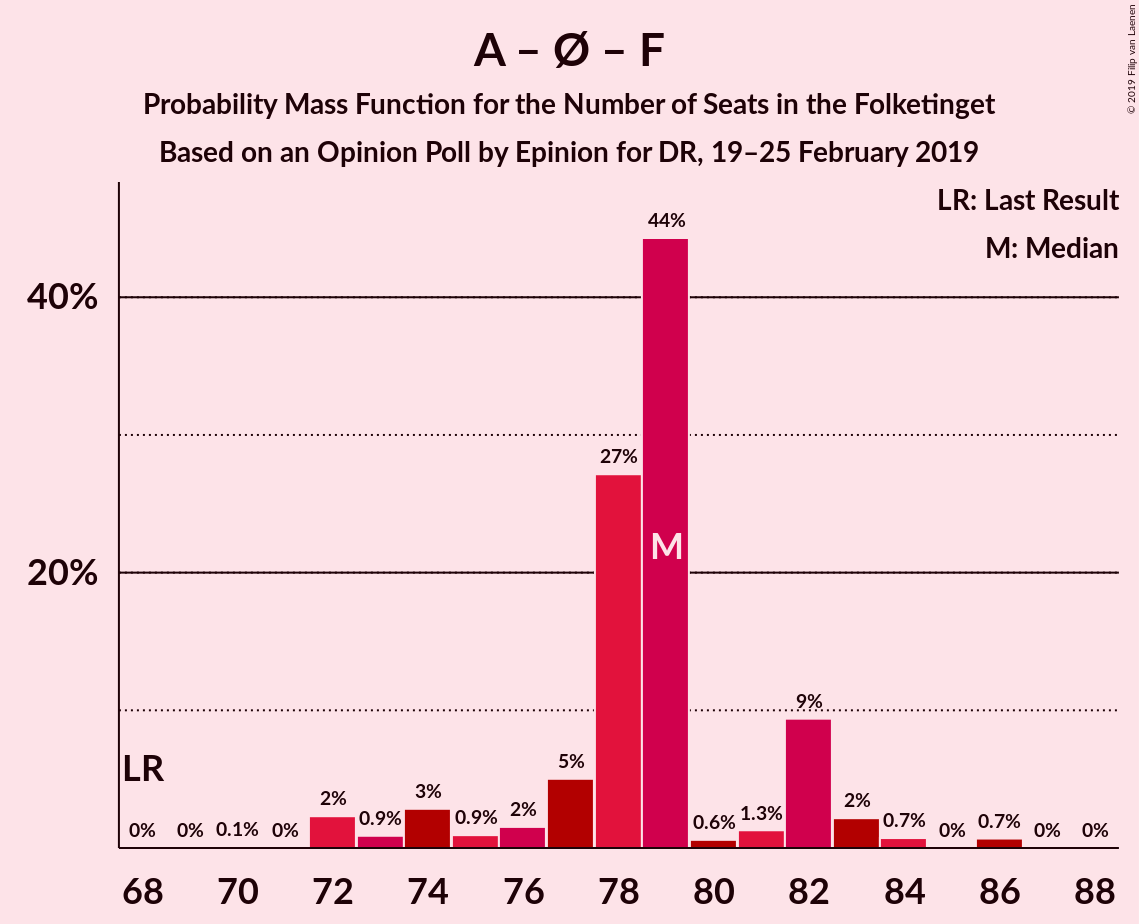 A – Ø – F
Probability Mass Function for the Number of Seats in the Folketinget
Based on an Opinion Poll by Epinion for DR, 19–25 February 2019
© 2019 Filip van Laenen
LR: Last Result
M: Median
44%
40%
27%
M
20%
9%
LR
5%
3%
2%
2%
2%
0%
0%
0.1%
0%
0.9%
0.9%
0.6%
1.3%
0.7%
0%
0.7%
0%
0%
68 70 72 74 76 78 80 82 84 86 88